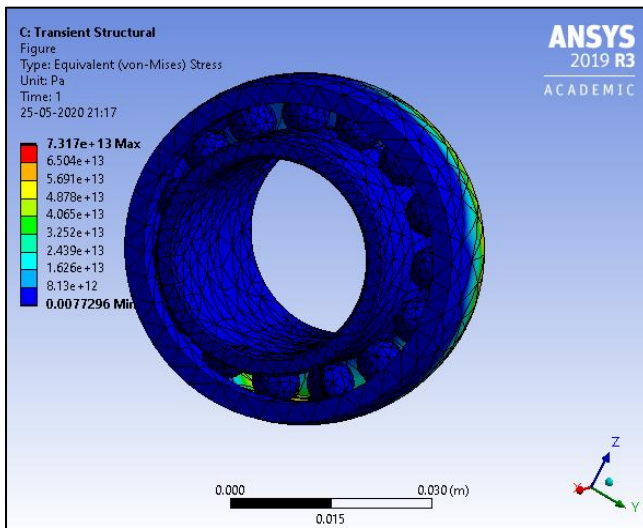 C: Transient Structural
Figure
Type: Equivalent (von-Mises) Stress
Unit: Pa
Time: 1
25-05-2020 21:17
7.317e+13 Max
6.504e+13
5.691e+13
4.878e+13
4.065e+13
3.252e+13
2.439e+13
1.626e+13
8.13e+12
0.0077296 Min
ANSYS
2019 R3
ACADEMIC
0.000
0.030 (m)
0.015
Z
X
Y